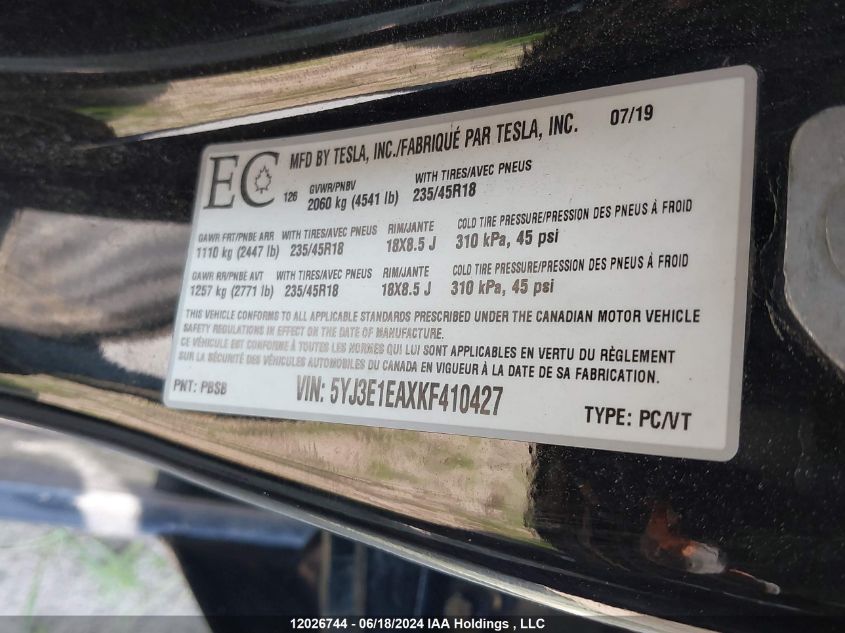 EC
126
MFD BY TESLA, INC./FABRIQUÉ PAR TESLA, INC. 07/19
GVWR/PNBV WITH TIRES/AVEC PNEUS
2060 kg (4541 lb) 235/45R18
GAWR FRT/PNBE ARR WITH TIRES/AVEC PNEUS RIM/JANTE COLD TIRE PRESSURE/PRESSION DES PNEUS À FROID
1110 kg (2447 lb) 235/45R18 18X8.5 J 310 kPa, 45 psi
GAWR RR/PNBE AVT WITH TIRES/AVEC PNEUS RIM/JANTE COLD TIRE PRESSURE/PRESSION DES PNEUS À FROID
1257 kg (2771 lb) 235/45R18 18X8.5 J 310 kPa, 45 psi
THIS VEHICLE CONFORMS TO ALL APPLICABLE STANDARDS PRESCRIBED UNDER THE CANADIAN MOTOR VEHICLE
SAFETY REGULATIONS IN EFFECT ON THE DATE OF MANUFACTURE.
CE VÉHICULE EST CONFORME À TOUTES LES NORMES QUI LUI SONT APPLICABLES EN VERTU DU RÈGLEMENT
SUR LA SÉCURITÉ DES VÉHICULES AUTOMOBILES DU CANADA EN VIGUEUR À LA DATE DE SA FABRICATION.
PNT: PBSB VIN: 5YJ3E1EAXKF410427 TYPE: PC/VT
12026744 - 06/18/2024 IAA Holdings, LLC